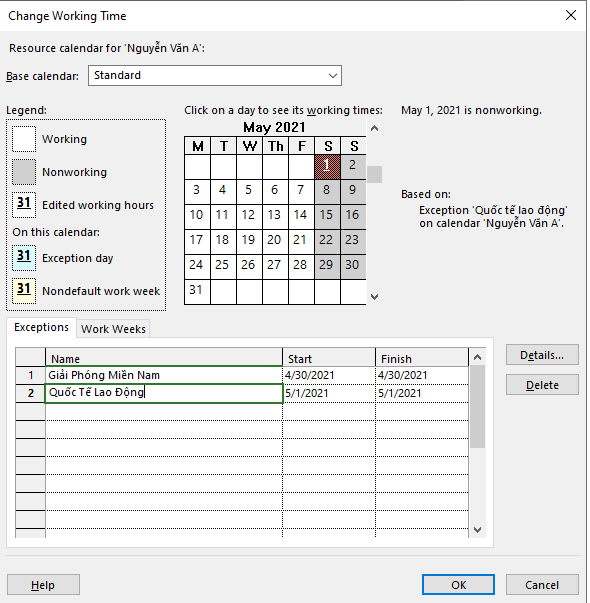 Change Working Time
Resource calendar for 'Nguyễn Văn A':
Base calendar: Standard
Legend:
Working
Nonworking
31 Edited working hours
On this calendar:
31 Exception day
31 Nondefault work week
Click on a day to see its working times:
May 2021
M T W Th F S S
1 2
3 4 5 6 7 8 9
10 11 12 13 14 15 16
17 18 19 20 21 22 23
24 25 26 27 28 29 30
31
May 1, 2021 is nonworking.
Based on:
Exception 'Quốc tế lao động'
on calendar 'Nguyễn Văn A'.
Exceptions Work Weeks
Name Start Finish
1 Giải Phóng Miền Nam 4/30/2021 4/30/2021
2 Quốc Tế Lao Động 5/1/2021 5/1/2021
Details...
Delete
Help
OK
Cancel